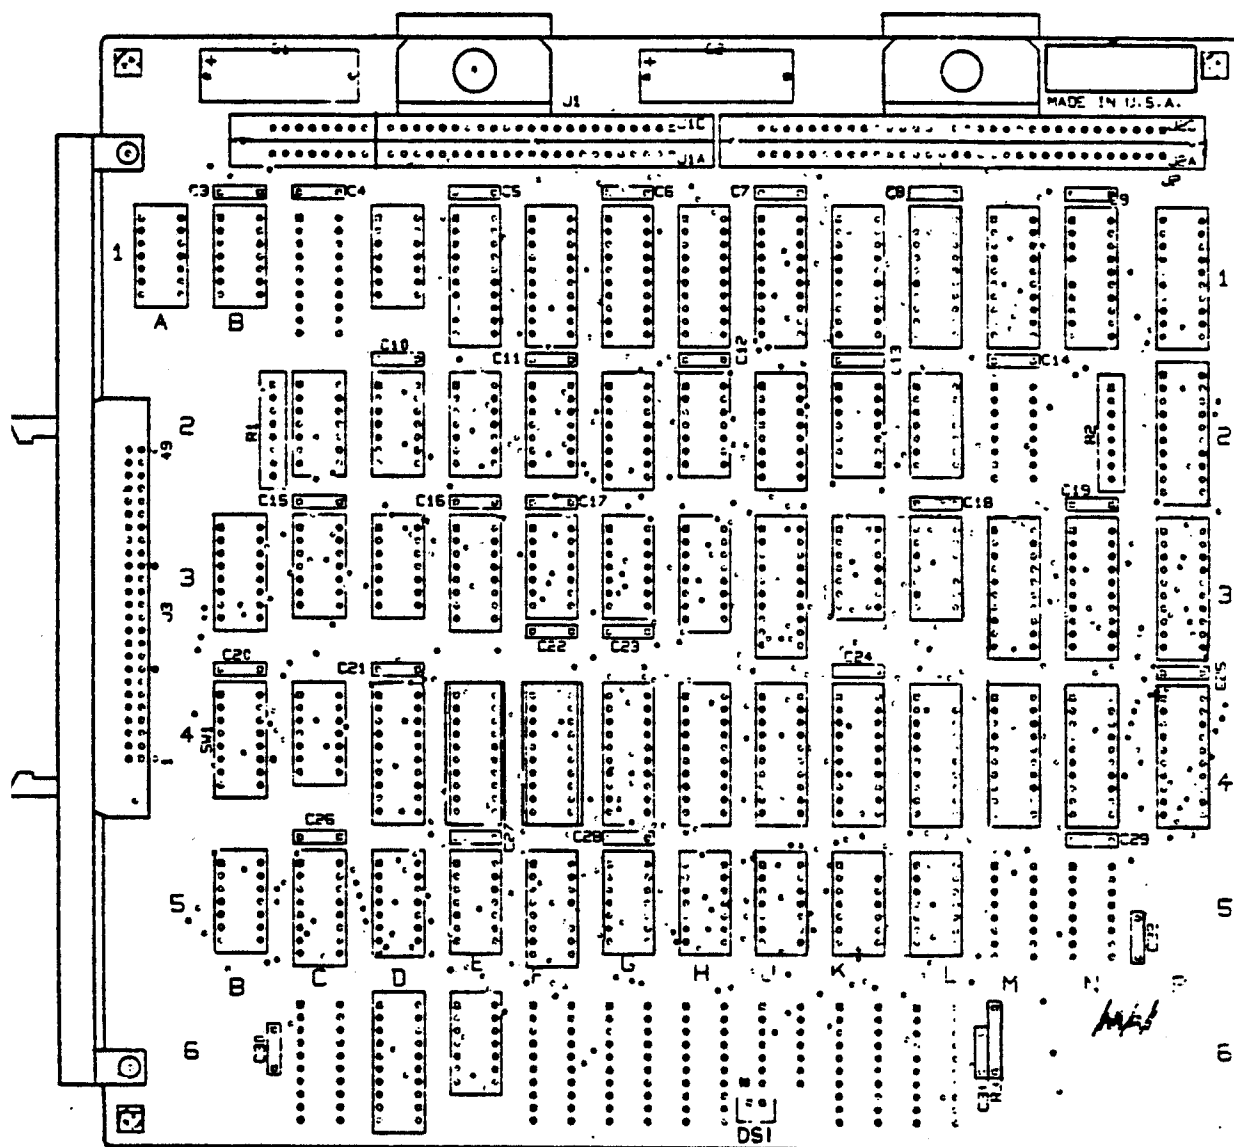 C1 C2
J1 MADE IN U.S.A.
J1C
J1A
C3 C4 C5 C6 C7 C8 C9
1 1
A B
C10 C11 C12 C13 C14
2 R1 R2 2
49
C15 C16 C17 C18 C19
3 J3 3
C22 C23
C20 C21 C24 C25
SW1 4 4
1
C26 C27 C28 C29
5 5
B C D E F G H J K L M N P
C30 6 C31 6
DS1